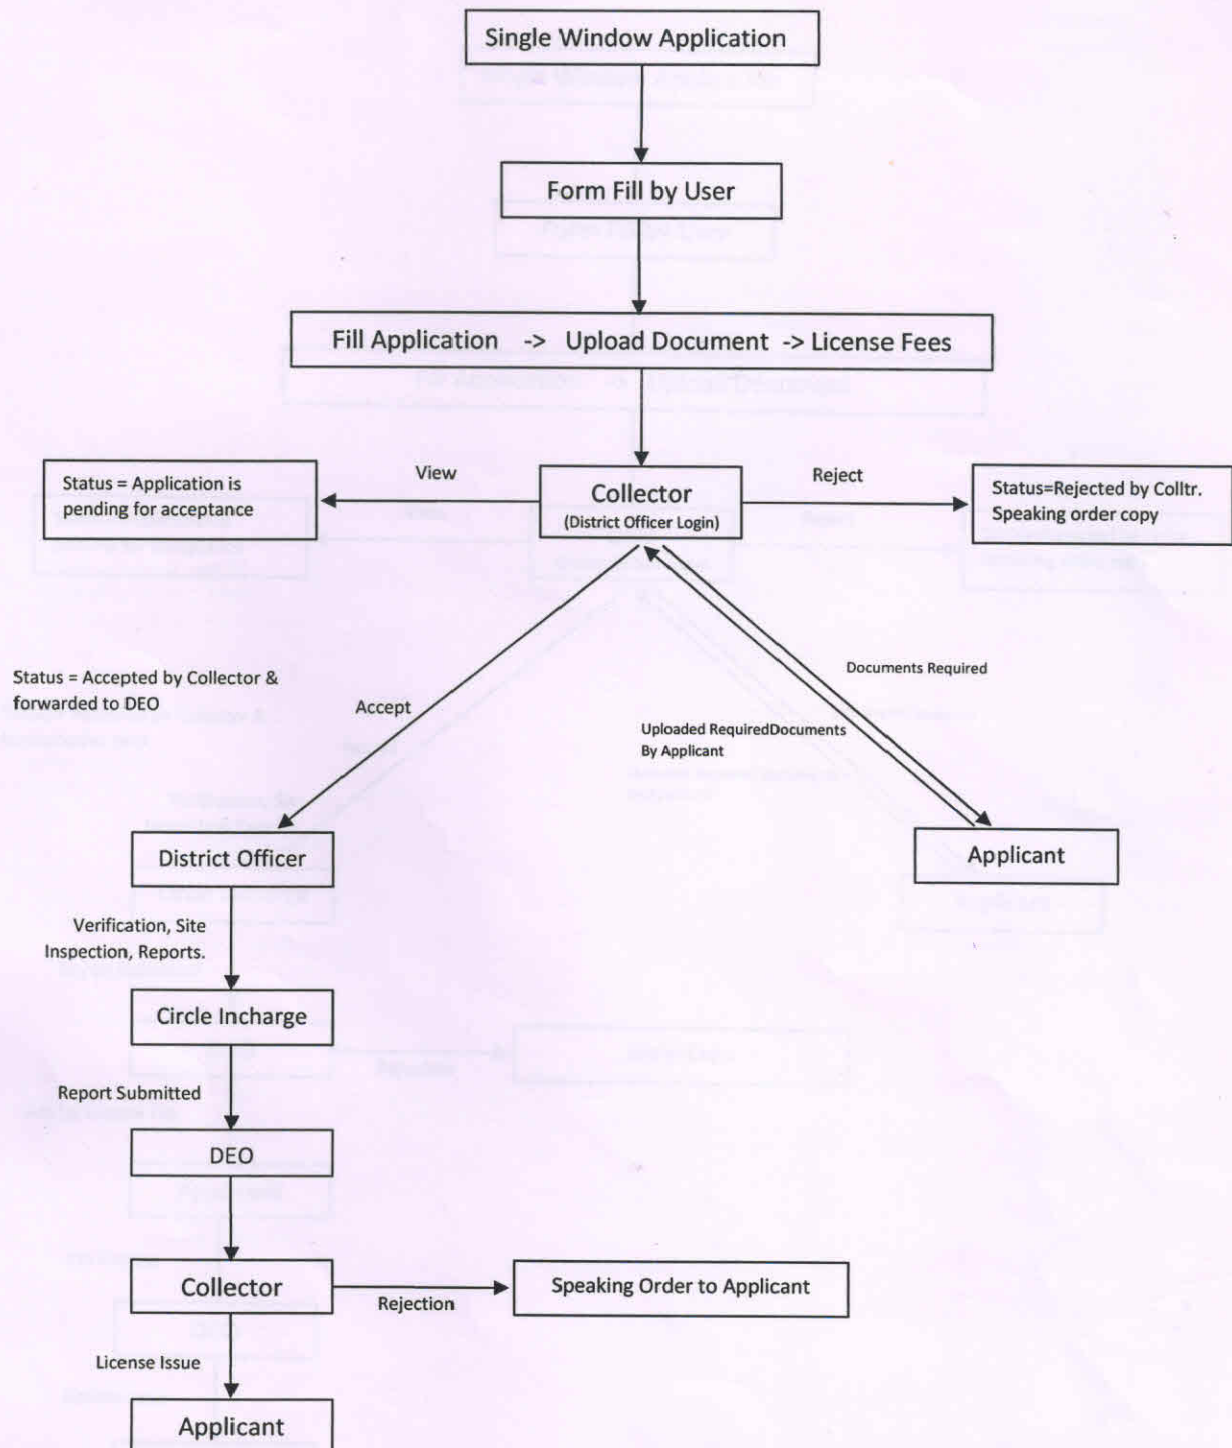 Single Window Application
Form Fill by User
Fill Application -> Upload Document -> License Fees
View
Reject
Status = Application is
pending for acceptance
Collector
(District Officer Login)
Status=Rejected by Colltr.
Speaking order copy
Status = Accepted by Collector &
forwarded to DEO
Accept
Documents Required
Uploaded RequiredDocuments
By Applicant
District Officer
Applicant
Verification, Site
Inspection, Reports.
Circle Incharge
Report Submitted
DEO
Collector
Rejection
Speaking Order to Applicant
License Issue
Applicant